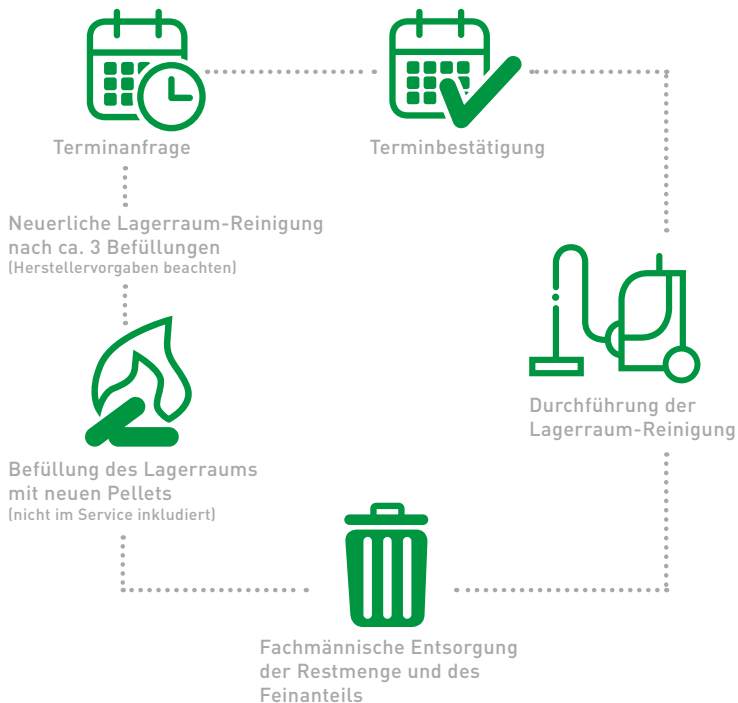 Terminanfrage
Terminbestätigung
Durchführung der
Lagerraum-Reinigung
Fachmännische Entsorgung
der Restmenge und des
Feinanteils
Befüllung des Lagerraums
mit neuen Pellets
(nicht im Service inkludiert)
Neuerliche Lagerraum-Reinigung
nach ca. 3 Befüllungen
(Herstellervorgaben beachten)